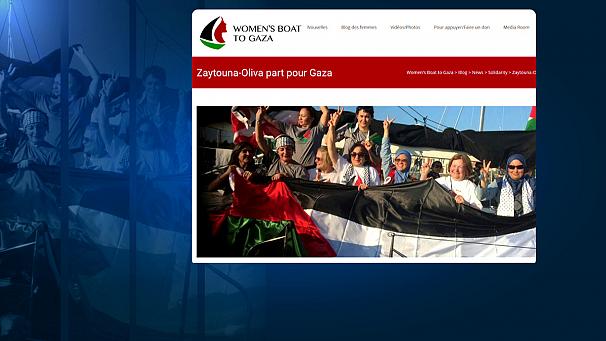 WOMEN'S BOAT
TO GAZA
Nouvelles Blog des femmes Vidéos/Photos Pour appuyer/Faire un don Media Room
Zaytouna-Oliva part pour Gaza
Women's Boat to Gaza > Blog > News > Solidarity > Zaytouna-O